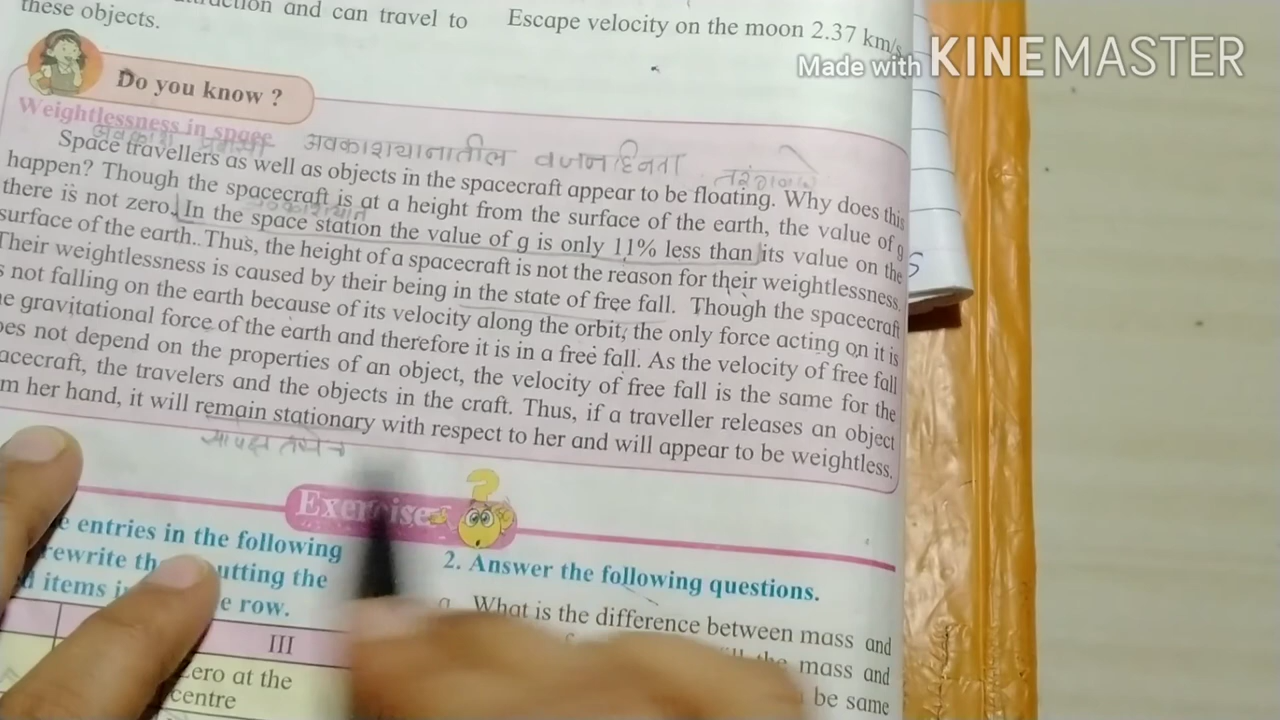 these objects.
and can travel to
Escape velocity on the moon 2.37 km/s
Made with KINEMASTER
Do you know ?
Weightlessness in space
अवकाश प्रवासी अवकाशयानातील वजनहिनता
Space travellers as well as objects in the spacecraft appear to be floating. Why does this
happen? Though the spacecraft is at a height from the surface of the earth, the value of g
there is not zero. In the space station the value of g is only 11% less than its value on the
surface of the earth. Thus, the height of a spacecraft is not the reason for their weightlessness.
Their weightlessness is caused by their being in the state of free fall. Though the spacecraft
not falling on the earth because of its velocity along the orbit, the only force acting on it is
gravitational force of the earth and therefore it is in a free fall. As the velocity of free fall
not depend on the properties of an object, the velocity of free fall is the same for the
the travelers and the objects in the craft. Thus, if a traveller releases an object
her hand, it will remain stationary with respect to her and will appear to be weightless.
Exercise
entries in the following
rewrite
putting the
items
row.
III
Zero at the
centre
2. Answer the following questions.
a. What is the difference between mass and
the mass and
be same